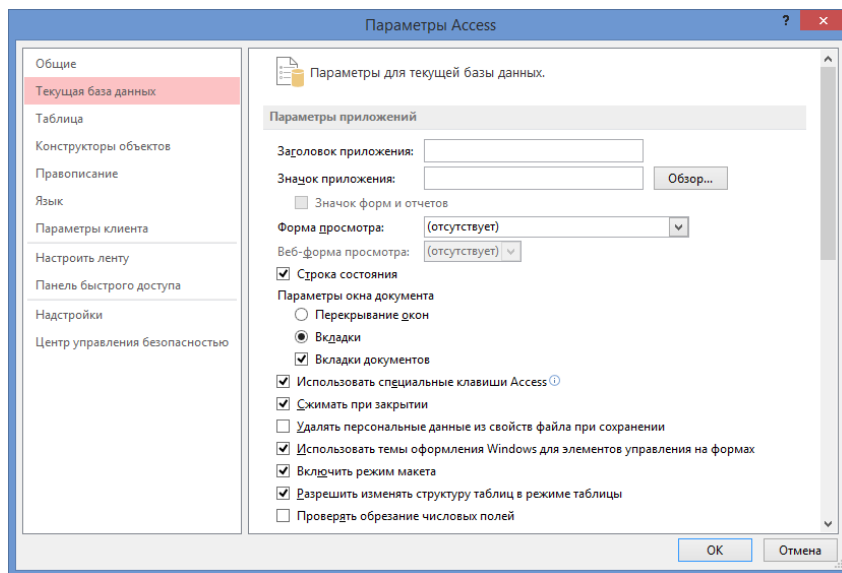 Параметры Access
?
Общие
Текущая база данных
Таблица
Конструкторы объектов
Правописание
Язык
Параметры клиента
Настроить ленту
Панель быстрого доступа
Надстройки
Центр управления безопасностью
Параметры для текущей базы данных.
Параметры приложений
Заголовок приложения:
Значок приложения:
Обзор...
Значок форм и отчетов
Форма просмотра:
(отсутствует)
Веб-форма просмотра:
(отсутствует)
Строка состояния
Параметры окна документа
Перекрывание окон
Вкладки
Вкладки документов
Использовать специальные клавиши Access
Сжимать при закрытии
Удалять персональные данные из свойств файла при сохранении
Использовать темы оформления Windows для элементов управления на формах
Включить режим макета
Разрешить изменять структуру таблиц в режиме таблицы
Проверять обрезание числовых полей
ОК
Отмена